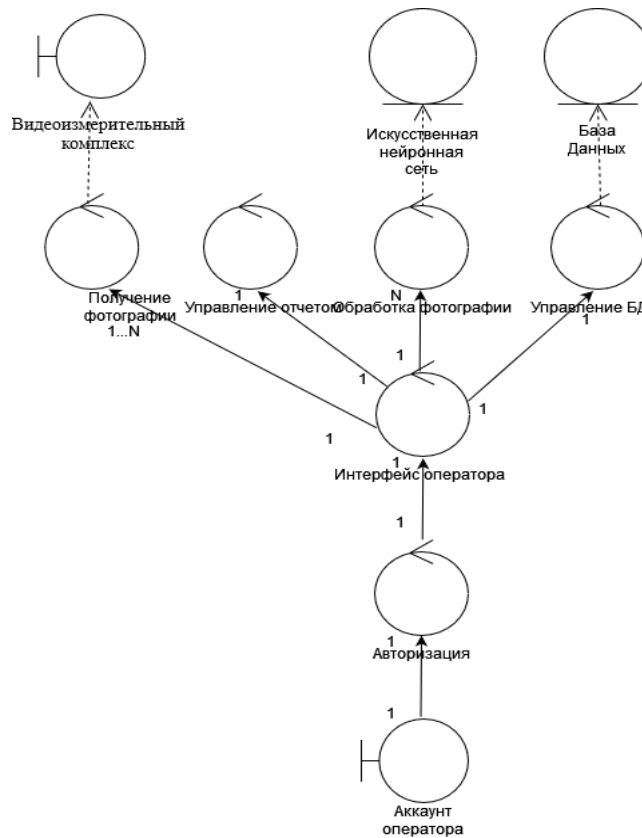 Видеоизмерительный
комплекс
Искусственная
нейронная
сеть
База
Данных
Получение
фотографии
1...N
1
Управление отчетом
N
Обработка фотографии
Управление БД
1
1
1
1
1
1
Интерфейс оператора
1
1
Авторизация
1
Аккаунт
оператора